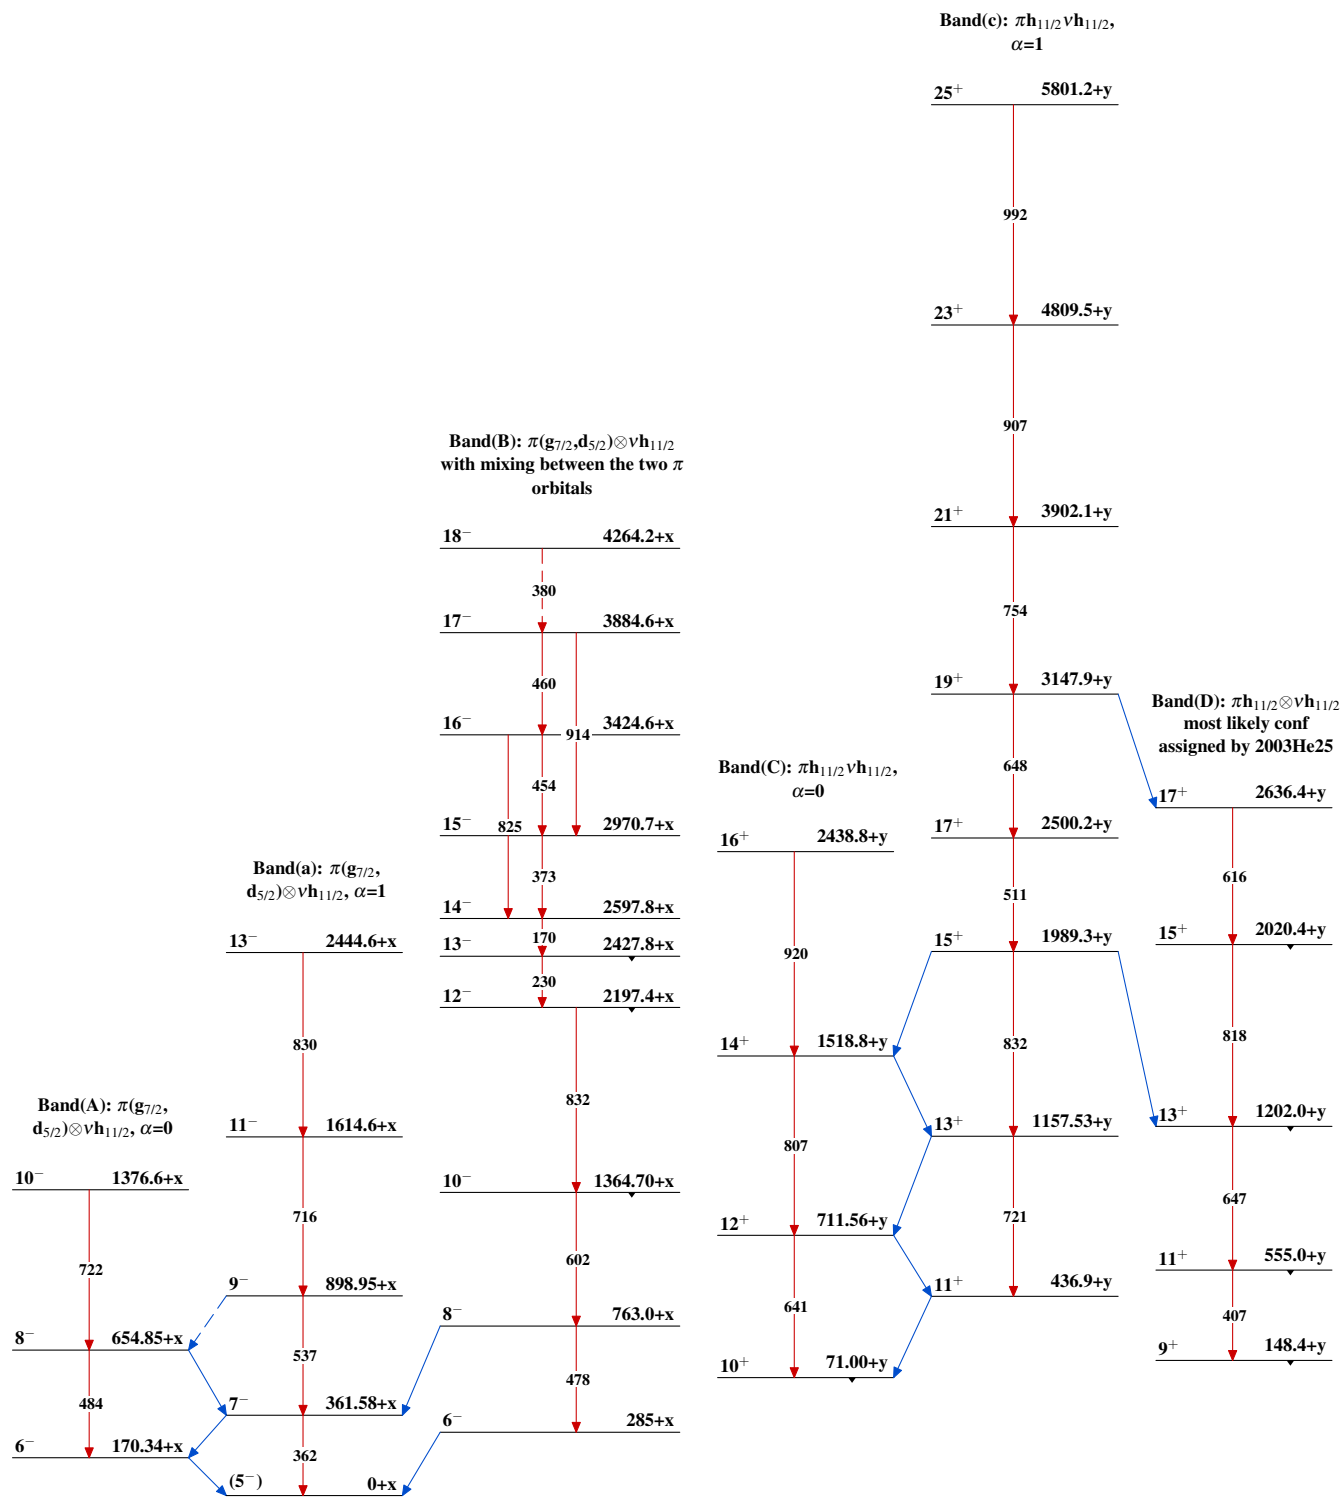 Band(A): π(g7/2,
d5/2)⊗νh11/2, α=0
10− 1376.6+x
722
8− 654.85+x
484
6− 170.34+x
Band(a): π(g7/2,
d5/2)⊗νh11/2, α=1
13− 2444.6+x
830
11− 1614.6+x
716
9− 898.95+x
537
7− 361.58+x
362
(5−) 0+x
Band(B): π(g7/2,d5/2)⊗νh11/2
with mixing between the two π
orbitals
18− 4264.2+x
380
17− 3884.6+x
460
914
16− 3424.6+x
454
825
15− 2970.7+x
373
14− 2597.8+x
170
13− 2427.8+x
230
12− 2197.4+x
832
10− 1364.70+x
602
8− 763.0+x
478
6− 285+x
Band(C): πh11/2νh11/2,
α=0
16+ 2438.8+y
920
14+ 1518.8+y
807
12+ 711.56+y
641
10+ 71.00+y
Band(c): πh11/2νh11/2,
α=1
25+ 5801.2+y
992
23+ 4809.5+y
907
21+ 3902.1+y
754
19+ 3147.9+y
648
17+ 2500.2+y
511
15+ 1989.3+y
832
13+ 1157.53+y
721
11+ 436.9+y
Band(D): πh11/2⊗νh11/2
most likely conf
assigned by 2003He25
17+ 2636.4+y
616
15+ 2020.4+y
818
13+ 1202.0+y
647
11+ 555.0+y
407
9+ 148.4+y